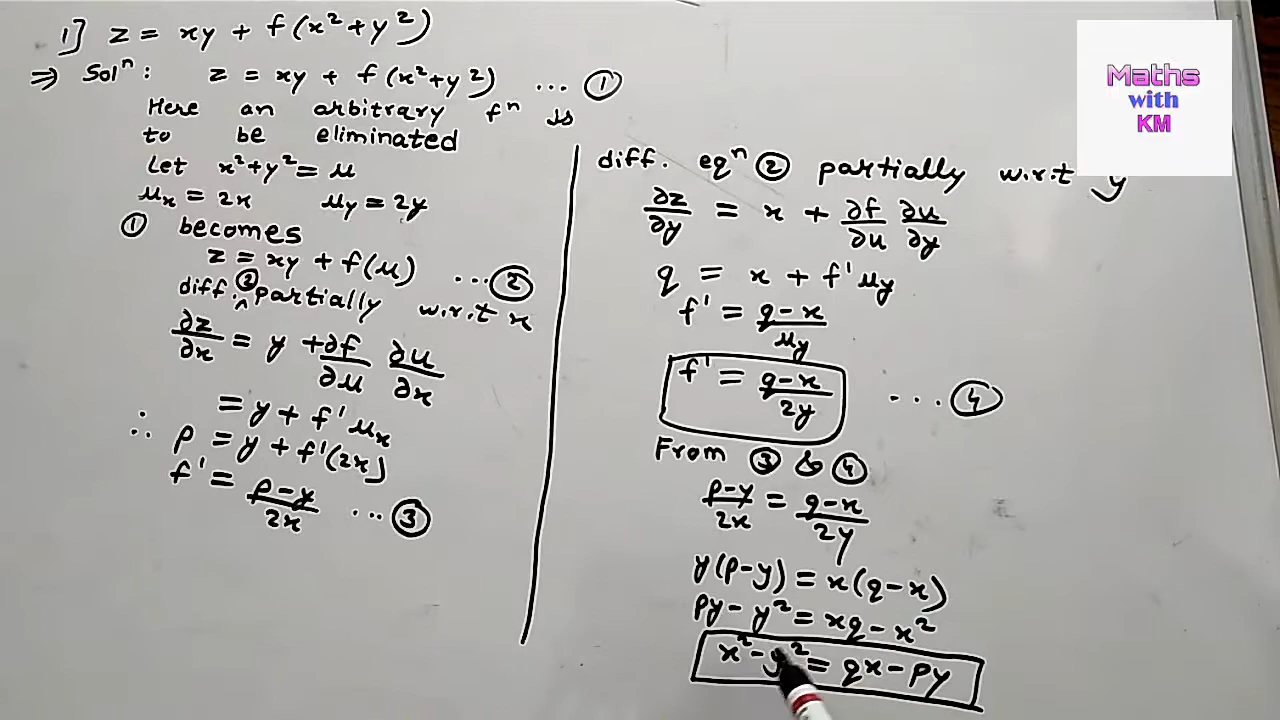 1] z = xy + f(x²+y²)
⇒ Solⁿ: z = xy + f(x²+y²) ... ①
Here an arbitrary fⁿ is
to be eliminated
Let x²+y² = u
uₓ = 2x u_y = 2y
① becomes
z = xy + f(u) ... ②
diff. ② partially w.r.t x
∂z/∂x = y + ∂f/∂u ∂u/∂x
= y + f' uₓ
∴ p = y + f'(2x)
f' = p-y/2x ... ③
diff. eqⁿ ② partially w.r.t y
∂z/∂y = x + ∂f/∂u ∂u/∂y
q = x + f' u_y
f' = q-x/u_y
f' = q-x/2y ... ④
From ③ & ④
p-y/2x = q-x/2y
y(p-y) = x(q-x)
py - y² = xq - x²
x² - y² = qx - py
Maths
with
KM